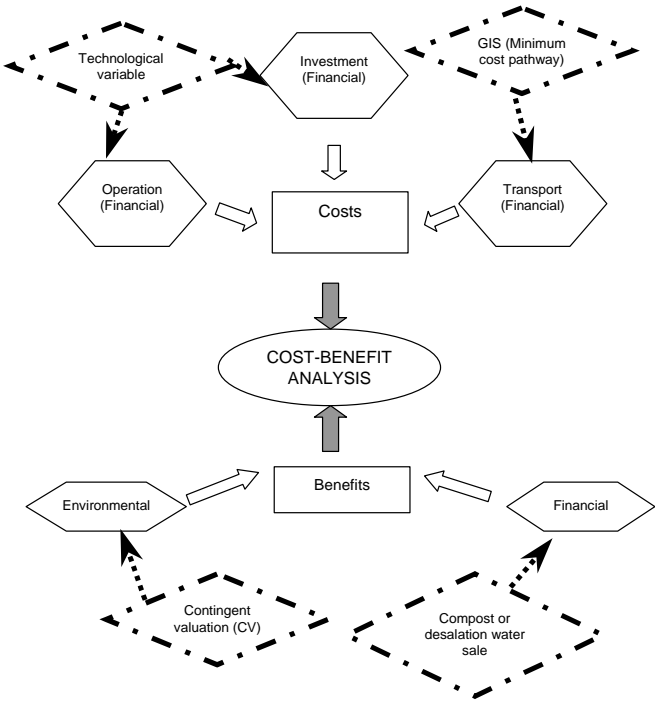 Technological
variable
Investment
(Financial)
GIS (Minimum
cost pathway)
Operation
(Financial)
Costs
Transport
(Financial)
COST-BENEFIT
ANALYSIS
Environmental
Benefits
Financial
Contingent
valuation (CV)
Compost or
desalation water
sale